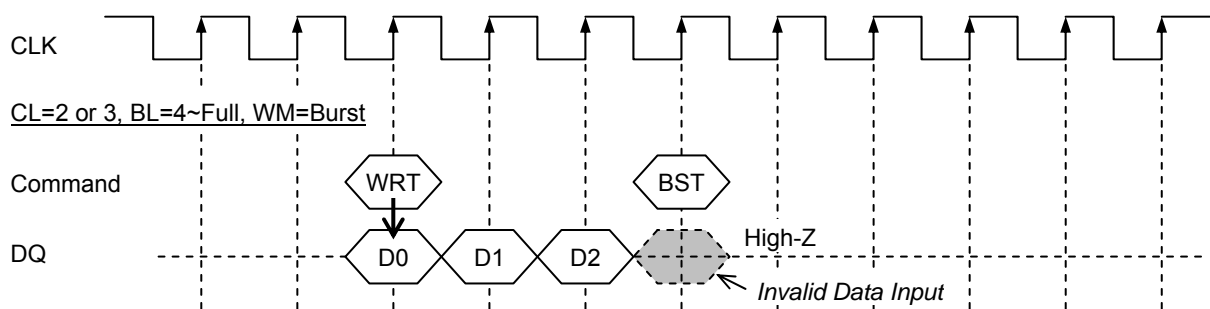 CLK
CL=2 or 3, BL=4~Full, WM=Burst
Command WRT BST
DQ D0 D1 D2 High-Z
Invalid Data Input